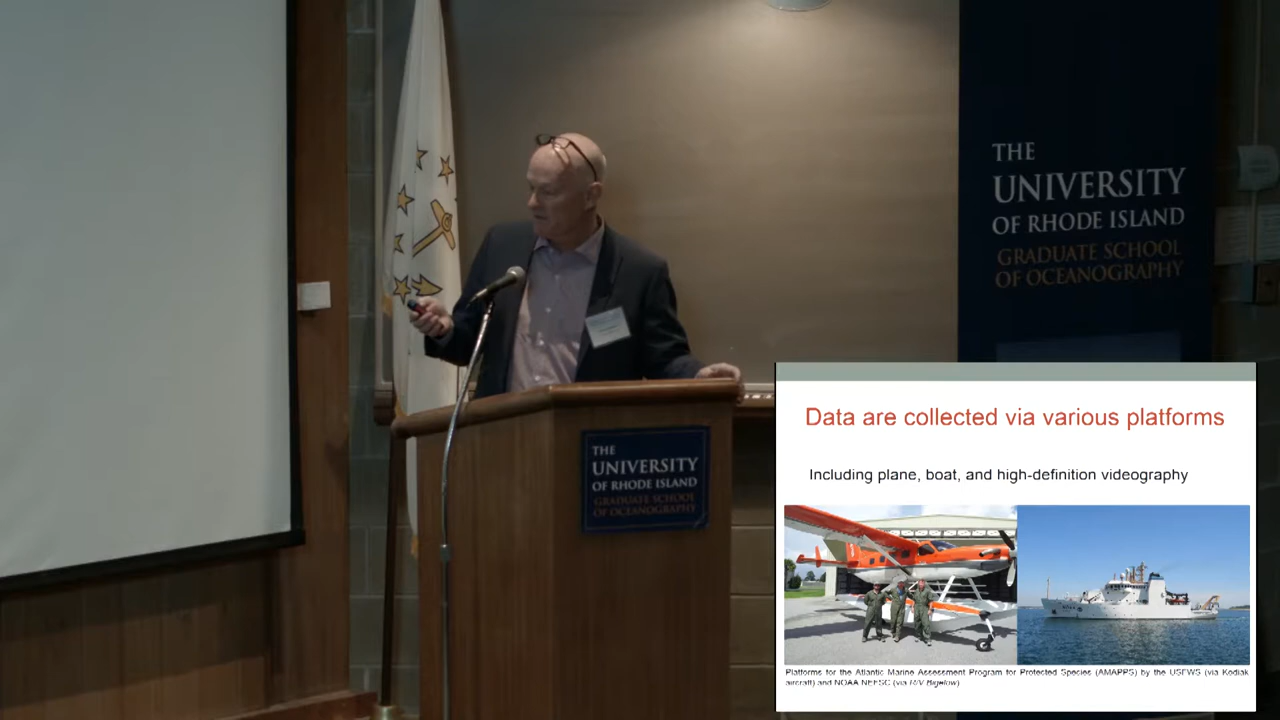 THE
UNIVERSITY
OF RHODE ISLAND
GRADUATE SCHOOL
OF OCEANOGRAPHY
THE
UNIVERSITY
OF RHODE ISLAND
GRADUATE SCHOOL
OF OCEANOGRAPHY
Data are collected via various platforms
Including plane, boat, and high-definition videography
Platforms for the Atlantic Marine Assessment Program for Protected Species (AMAPPS) by the USFWS (via Kodiak
aircraft) and NOAA NEFSC (via R/V Bigelow)